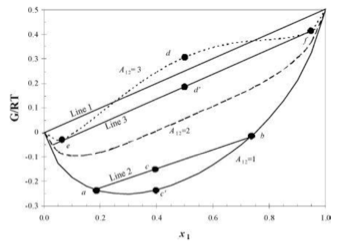 0.5
0.4
0.3
0.2
0.1
0
-0.1
-0.2
-0.3
G/RT
d
A12=3
f
Line 1
d'
e
Line 3
A12=2
b
c
A12=1
Line 2
a
c'
0.0
0.2
0.4
0.6
0.8
1.0
x1